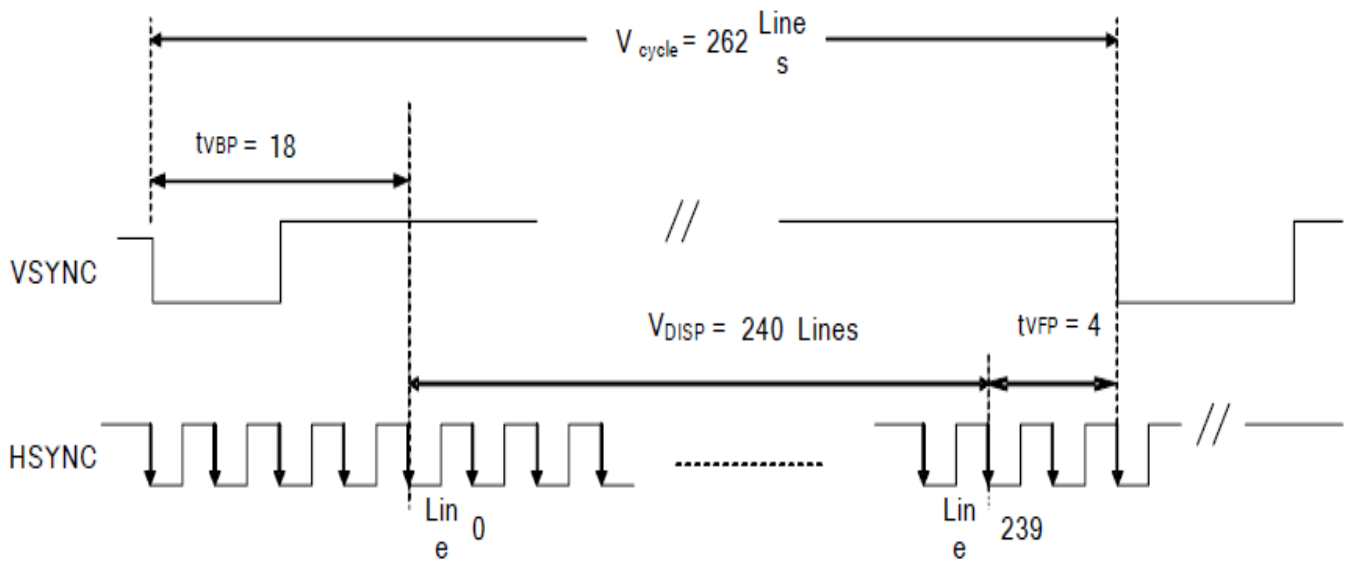 V cycle = 262 Line
s
tVBP = 18
VSYNC
VDISP = 240 Lines
tVFP = 4
HSYNC
Lin
e 0
Lin
e 239